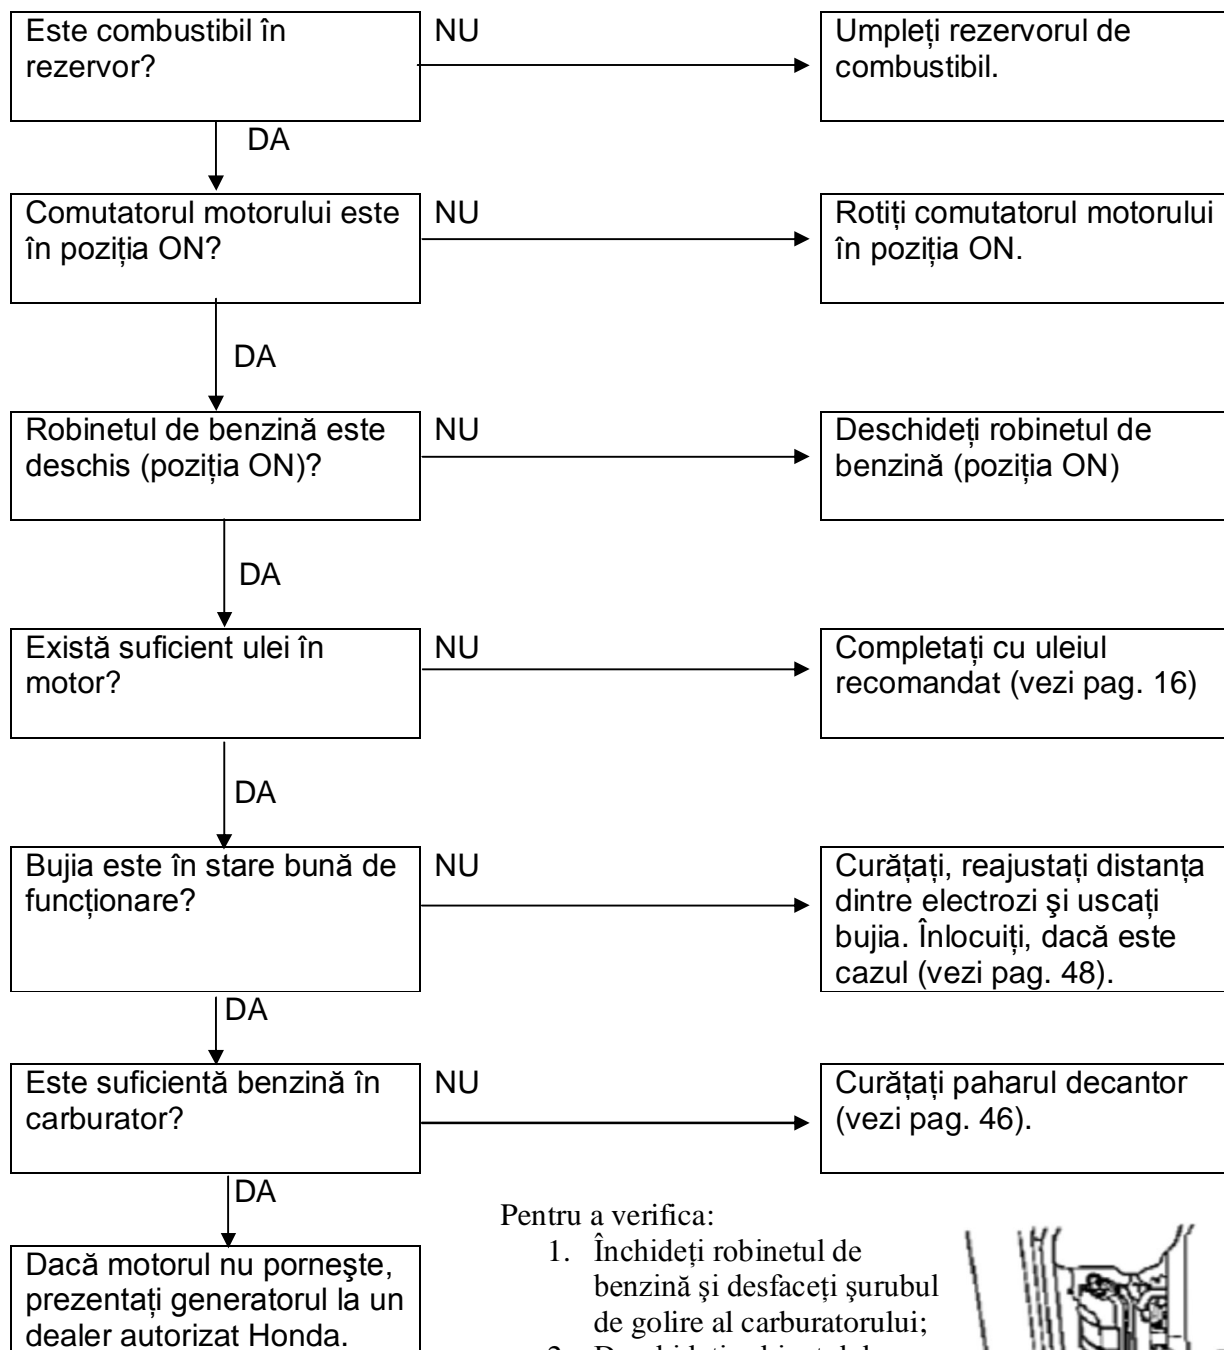 Este combustibil în
rezervor?
NU
Umpleți rezervorul de
combustibil.
DA
Comutatorul motorului este
în poziția ON?
NU
Rotiți comutatorul motorului
în poziția ON.
DA
Robinetul de benzină este
deschis (poziția ON)?
NU
Deschideți robinetul de
benzină (poziția ON)
DA
Există suficient ulei în
motor?
NU
Completați cu uleiul
recomandat (vezi pag. 16)
DA
Bujia este în stare bună de
funcționare?
NU
Curățați, reajustați distanța
dintre electrozi şi uscați
bujia. Înlocuiți, dacă este
cazul (vezi pag. 48).
DA
Este suficientă benzină în
carburator?
NU
Curățați paharul decantor
(vezi pag. 46).
DA
Dacă motorul nu porneşte,
prezentați generatorul la un
dealer autorizat Honda.
Pentru a verifica:
1. Închideți robinetul de
benzină şi desfaceți şurubul
de golire al carburatorului;
2.